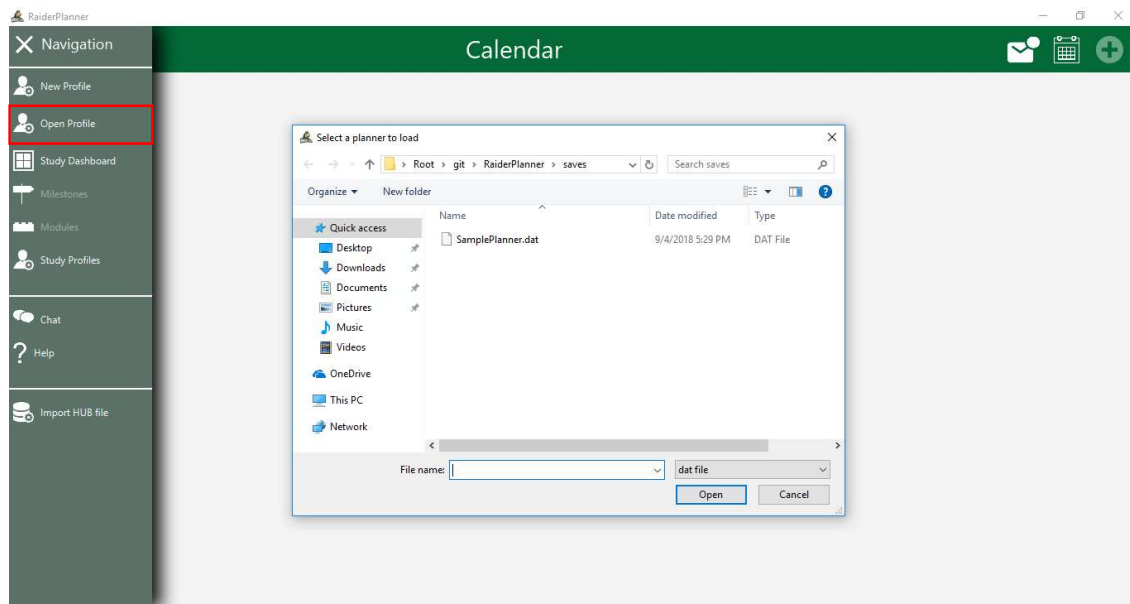 RaiderPlanner
Navigation
Calendar
New Profile
Open Profile
Study Dashboard
Milestones
Modules
Study Profiles
Chat
Help
Import HUB file
Select a planner to load
Root › git › RaiderPlanner › saves
Search saves
Organize
New folder
Name Date modified Type
SamplePlanner.dat 9/4/2018 5:29 PM DAT File
Quick access
Desktop
Downloads
Documents
Pictures
Music
Videos
OneDrive
This PC
Network
File name:
dat file
Open Cancel